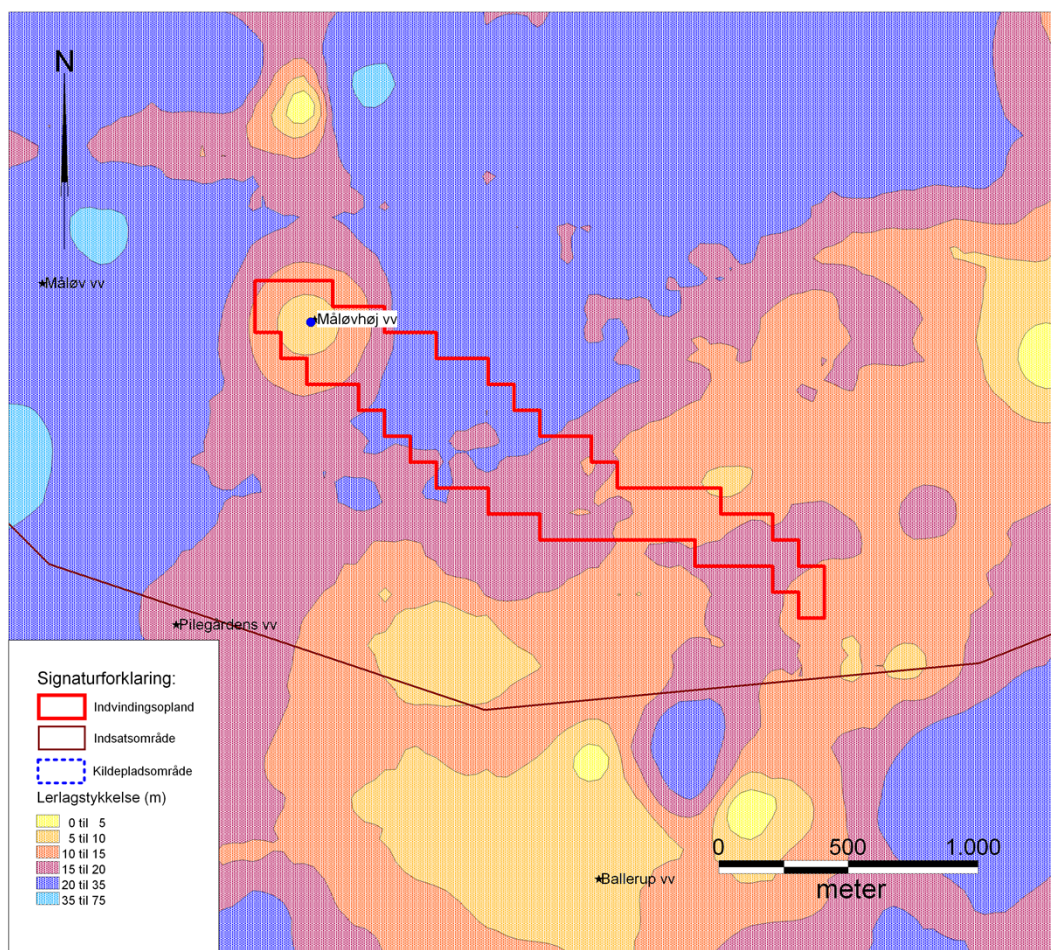 N
Måløv vv
Måløvhøj vv
Pilegårdens vv
Signaturforklaring:
Indvindingsopland
Indsatsområde
Kildepladsområde
Lerlagstykkelse (m)
0 til 5
5 til 10
10 til 15
15 til 20
20 til 35
35 til 75
0 500 1.000
meter
Ballerup vv